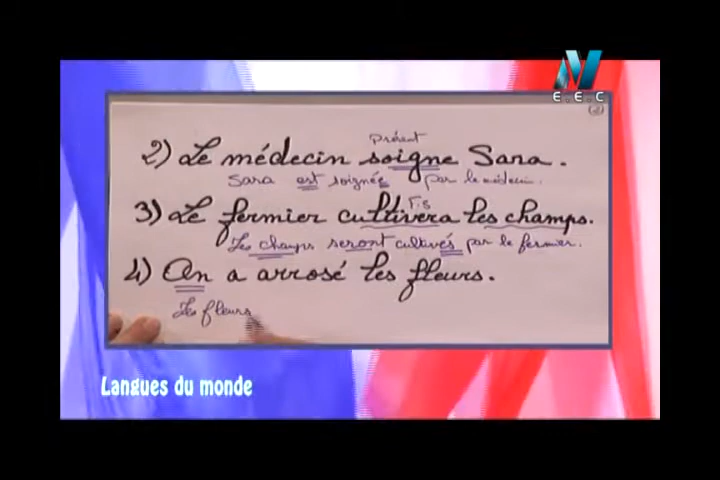 N
E.E.C
présent
2) Le médecin soigne Sara.
Sara est soignée par le médecin.
F.S
3) Le fermier cultivera les champs.
Les champs seront cultivés par le fermier.
4) On a arrosé les fleurs.
Les fleurs
Langues du monde